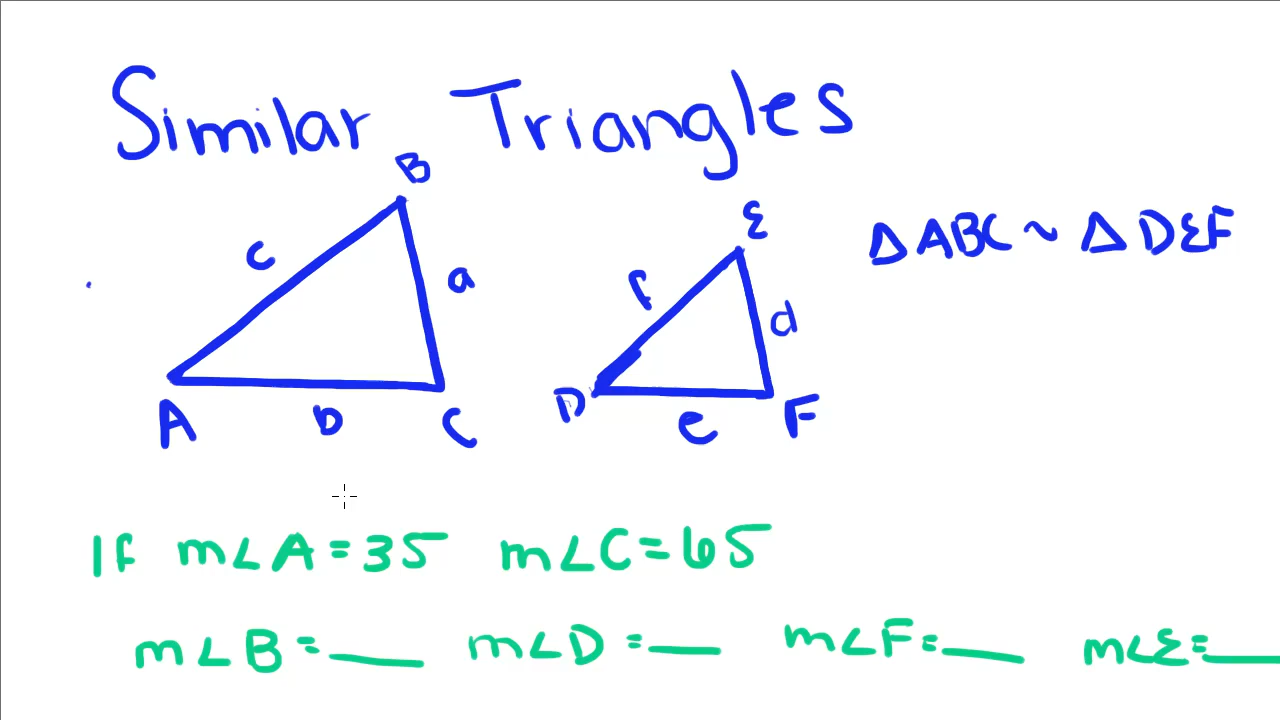 Similar Triangles
B
E
c
a
f
d
ΔABC ~ ΔDEF
A
b
C
D
e
F
If m∠A=35 m∠C=65
m∠B=___ m∠D=___ m∠F=___ m∠E=___